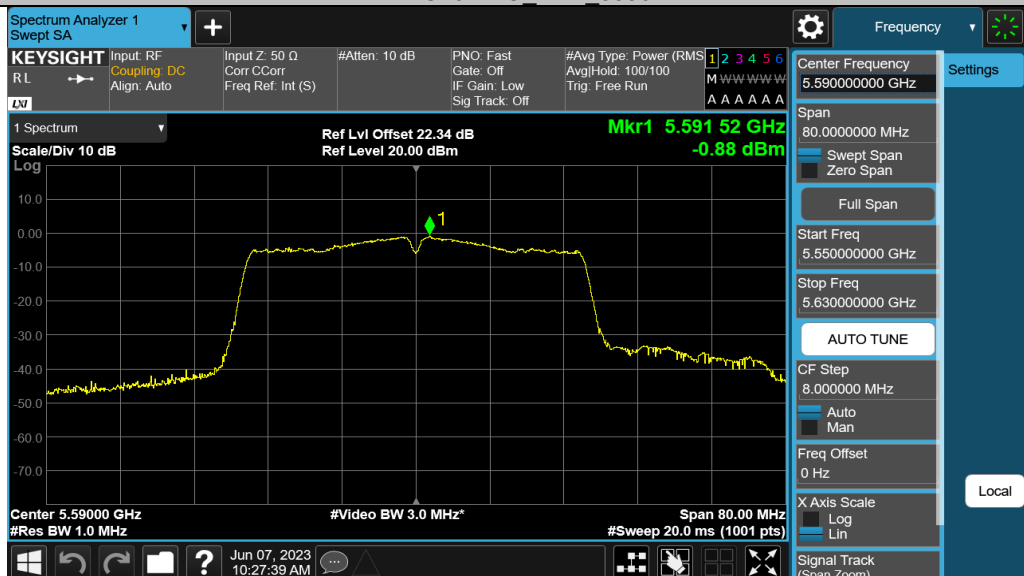 Spectrum Analyzer 1
Swept SA
Frequency
KEYSIGHT
RL
LXI
Input: RF
Coupling: DC
Align: Auto
Input Z: 50 Ω
Corr CCorr
Freq Ref: Int (S)
#Atten: 10 dB
PNO: Fast
Gate: Off
IF Gain: Low
Sig Track: Off
#Avg Type: Power (RMS
Avg|Hold: 100/100
Trig: Free Run
1 2 3 4 5 6
M W W W W W
A A A A A A
1 Spectrum
Scale/Div 10 dB
Ref Lvl Offset 22.34 dB
Ref Level 20.00 dBm
Mkr1 5.591 52 GHz
-0.88 dBm
Log
10.0
0.00
-10.0
-20.0
-30.0
-40.0
-50.0
-60.0
-70.0
1
Center 5.59000 GHz
#Res BW 1.0 MHz
#Video BW 3.0 MHz*
Span 80.00 MHz
#Sweep 20.0 ms (1001 pts)
Center Frequency
5.590000000 GHz
Settings
Span
80.0000000 MHz
Swept Span
Zero Span
Full Span
Start Freq
5.550000000 GHz
Stop Freq
5.630000000 GHz
AUTO TUNE
CF Step
8.000000 MHz
Auto
Man
Freq Offset
0 Hz
X Axis Scale
Log
Lin
Local
Signal Track
(Span Zoom)
?
Jun 07, 2023
10:27:39 AM